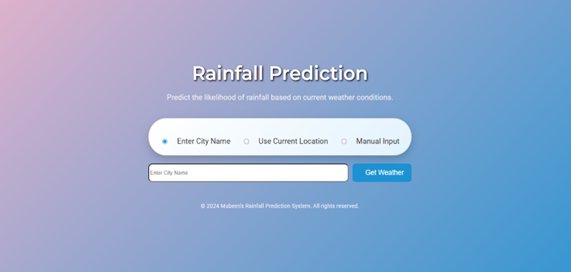 Rainfall Prediction
Predict the likelihood of rainfall based on current weather conditions.
Enter City Name Use Current Location Manual Input
Enter City Name Get Weather
© 2024 Mubeen's Rainfall Prediction System. All rights reserved.